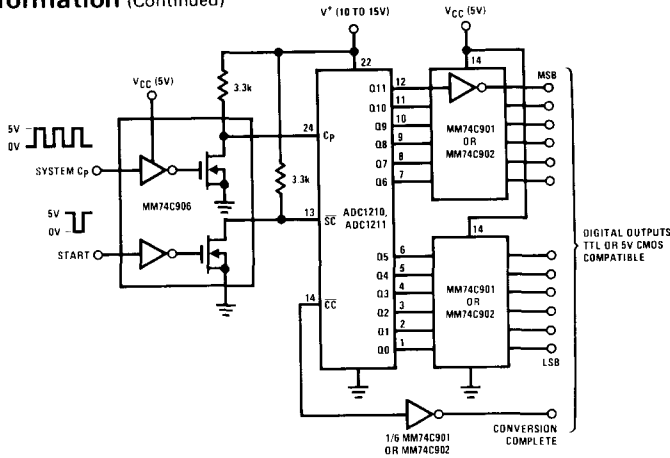 formation (Continued)
V+ (10 TO 15V)
VCC (5V)
VCC (5V)
22
14
3.3k
Q11 12
Q10 11
Q9 10
Q8 9
Q7 8
Q6 7
MSB
MM74C901
OR
MM74C902
5V
0V
24 CP
SYSTEM CP
MM74C906
3.3k
5V
0V
13 SC
ADC1210,
ADC1211
START
14
DIGITAL OUTPUTS
TTL OR 5V CMOS
COMPATIBLE
Q5 6
Q4 5
Q3 4
Q2 3
Q1 2
Q0 1
MM74C901
OR
MM74C902
14 CC
LSB
CONVERSION
COMPLETE
1/6 MM74C901
OR MM74C902